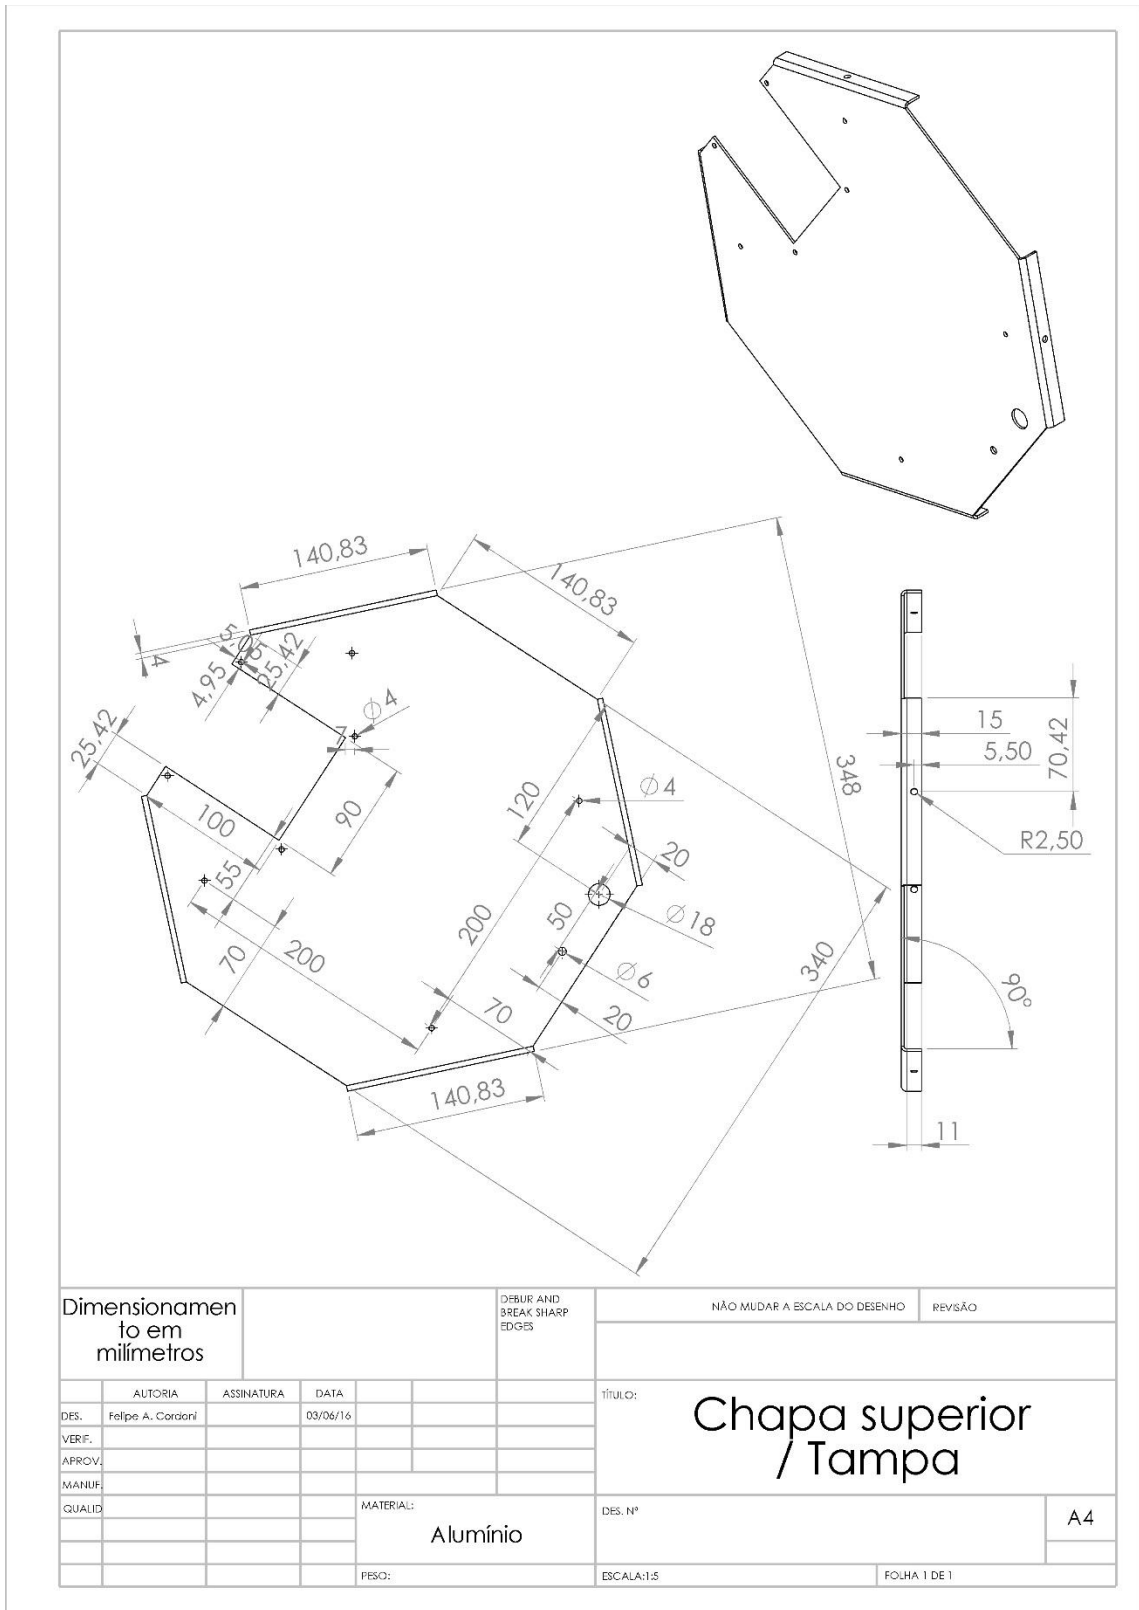 140,83
140,83
5,05
4
25,42
4,95
Ø4
7
25,42
348
15
5,50
70,42
120
Ø4
100
90
R2,50
20
55
50
Ø18
200
340
70
200
Ø6
90°
70
20
140,83
11
Dimensionamen
to em
milímetros
DEBUR AND
BREAK SHARP
EDGES
NÃO MUDAR A ESCALA DO DESENHO
REVISÃO
AUTORIA
ASSINATURA
DATA
DES.
Felipe A. Cordoni
03/06/16
VERIF.
APROV.
MANUF.
QUALID
TÍTULO:
Chapa superior
/ Tampa
MATERIAL:
Alumínio
DES. Nº
A4
PESO:
ESCALA:1:5
FOLHA 1 DE 1